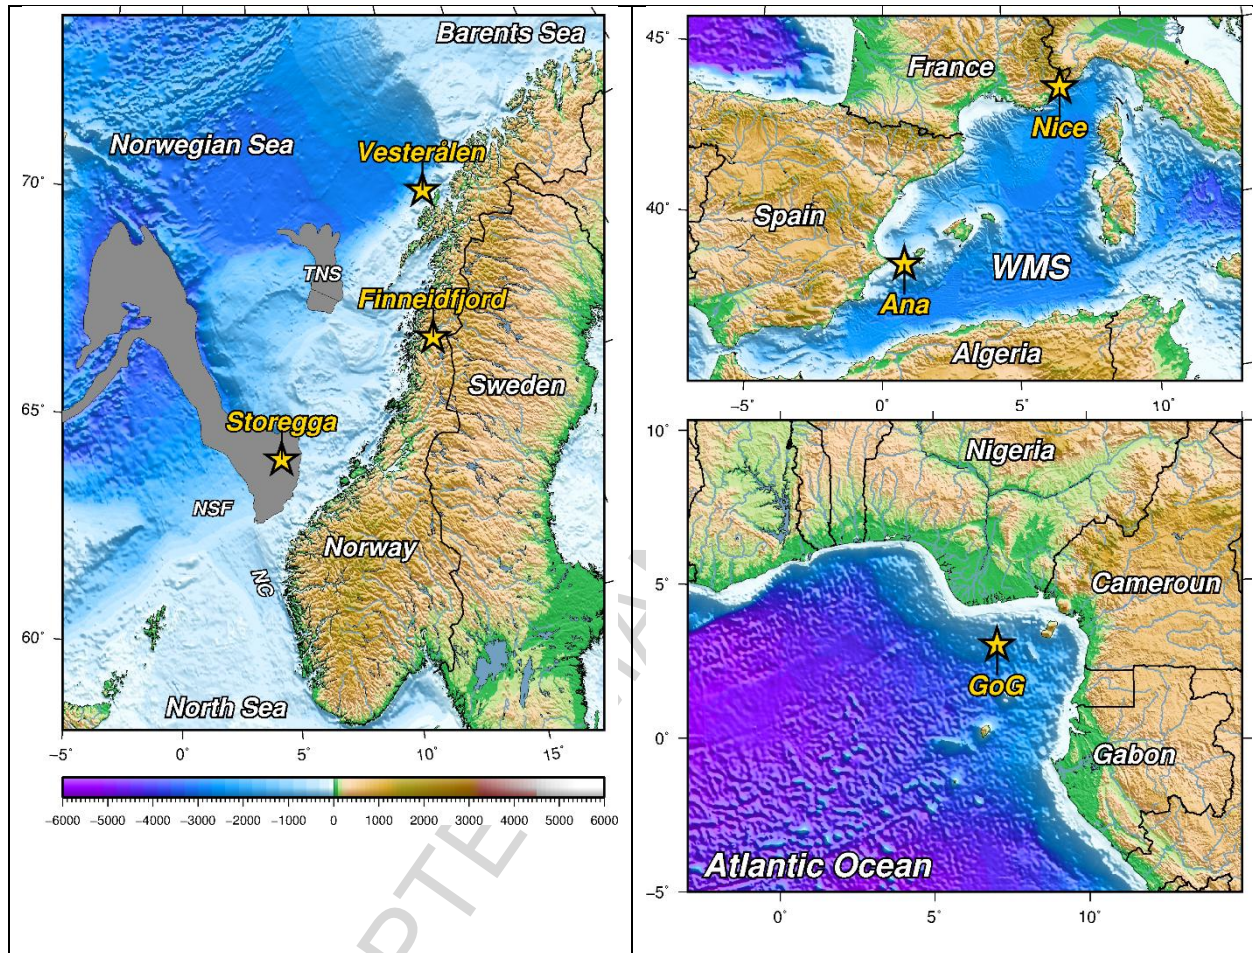 Barents Sea
Norwegian Sea
Vesterålen
70°
TNS
Finneidfjord
Sweden
65°
Storegga
NSF
Norway
NC
60°
North Sea
-5° 0° 5° 10° 15°
-6000 -5000 -4000 -3000 -2000 -1000 0 1000 2000 3000 4000 5000 6000
45°
France
Nice
40°
Spain
WMS
Ana
Algeria
-5° 0° 5° 10°
10°
Nigeria
5°
Cameroun
GoG
0°
Gabon
Atlantic Ocean
-5°
0° 5° 10°